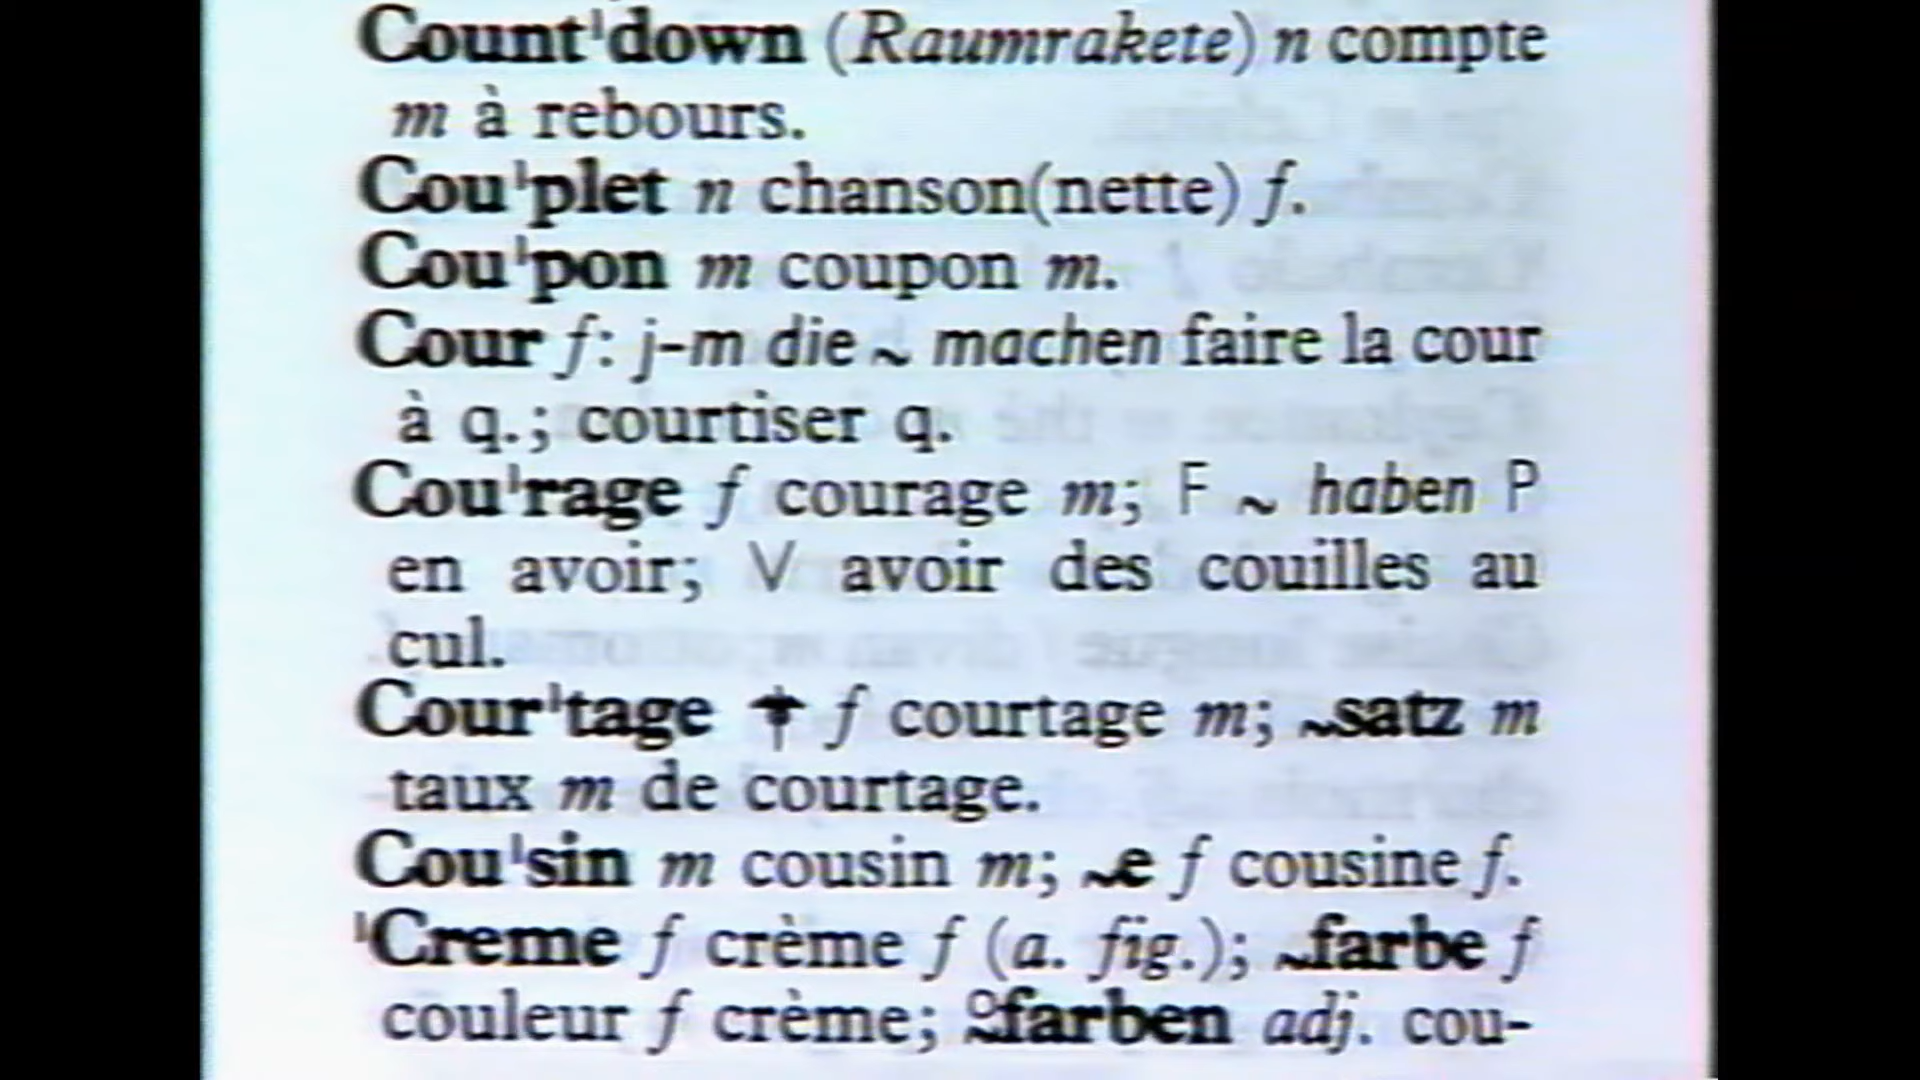 Count'down (Raumrakete) n compte
m à rebours.
Cou'plet n chanson(nette) f.
Cou'pon m coupon m.
Cour f: j-m die ~ machen faire la cour
à q.; courtiser q.
Cou'rage f courage m; F ~ haben P
en avoir; V avoir des couilles au
cul.
Cour'tage † f courtage m; ~satz m
taux m de courtage.
Cou'sin m cousin m; ~e f cousine f.
'Creme f crème f (a. fig.); ~farbe f
couleur f crème; ~farben adj. cou-